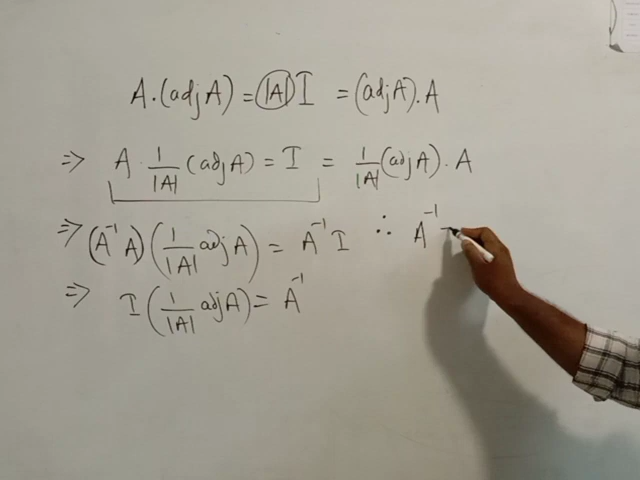 A·(adj A) = |A| I = (adj A)·A
⇒ A · 1/|A| (adj A) = I = 1/|A| (adj A) · A
⇒ (A⁻¹ A) (1/|A| adj A) = A⁻¹ I ∴ A⁻¹ =
⇒ I (1/|A| adj A) = A⁻¹